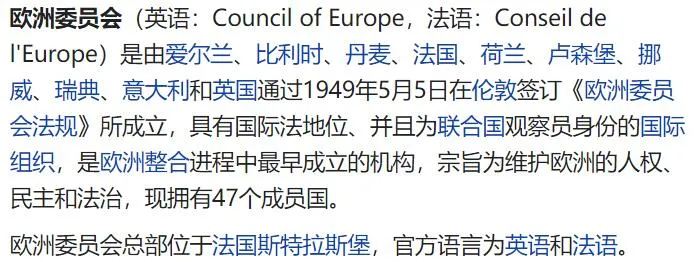 欧洲委员会（英语：Council of Europe，法语：Conseil de
l'Europe）是由爱尔兰、比利时、丹麦、法国、荷兰、卢森堡、挪
威、瑞典、意大利和英国通过1949年5月5日在伦敦签订《欧洲委员
会法规》所成立，具有国际法地位、并且为联合国观察员身份的国际
组织，是欧洲整合进程中最早成立的机构，宗旨为维护欧洲的人权、
民主和法治，现拥有47个成员国。
欧洲委员会总部位于法国斯特拉斯堡，官方语言为英语和法语。